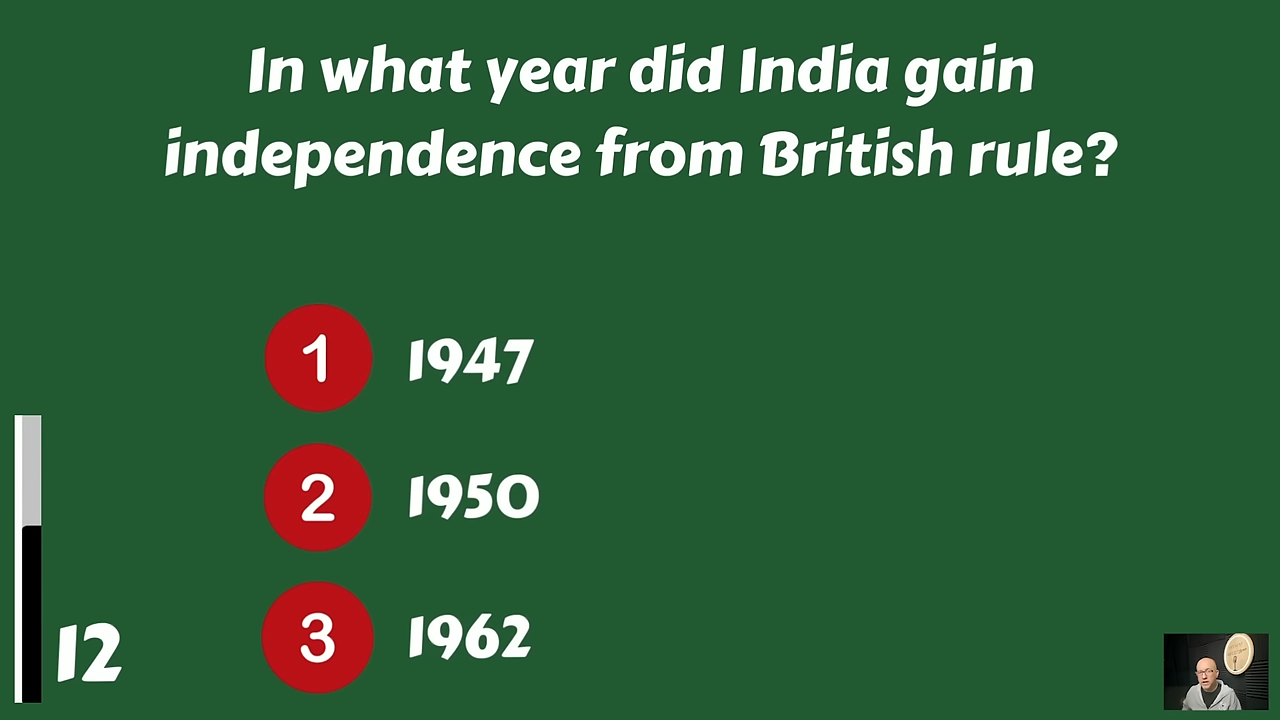 In what year did India gain
independence from British rule?
1 1947
2 1950
3 1962
12